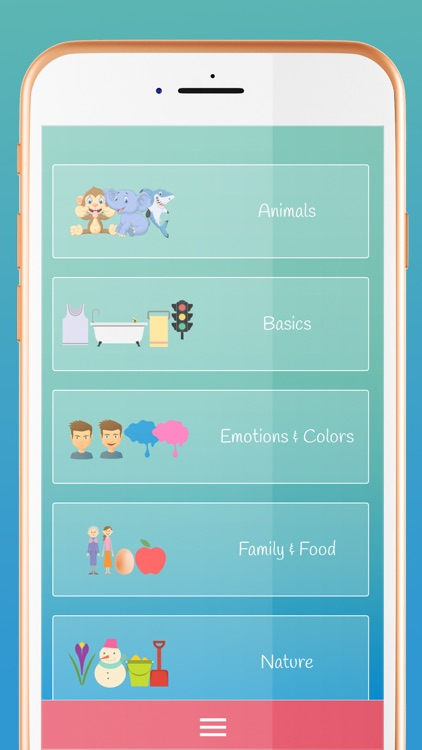 Animals
Basics
Emotions & Colors
Family & Food
Nature